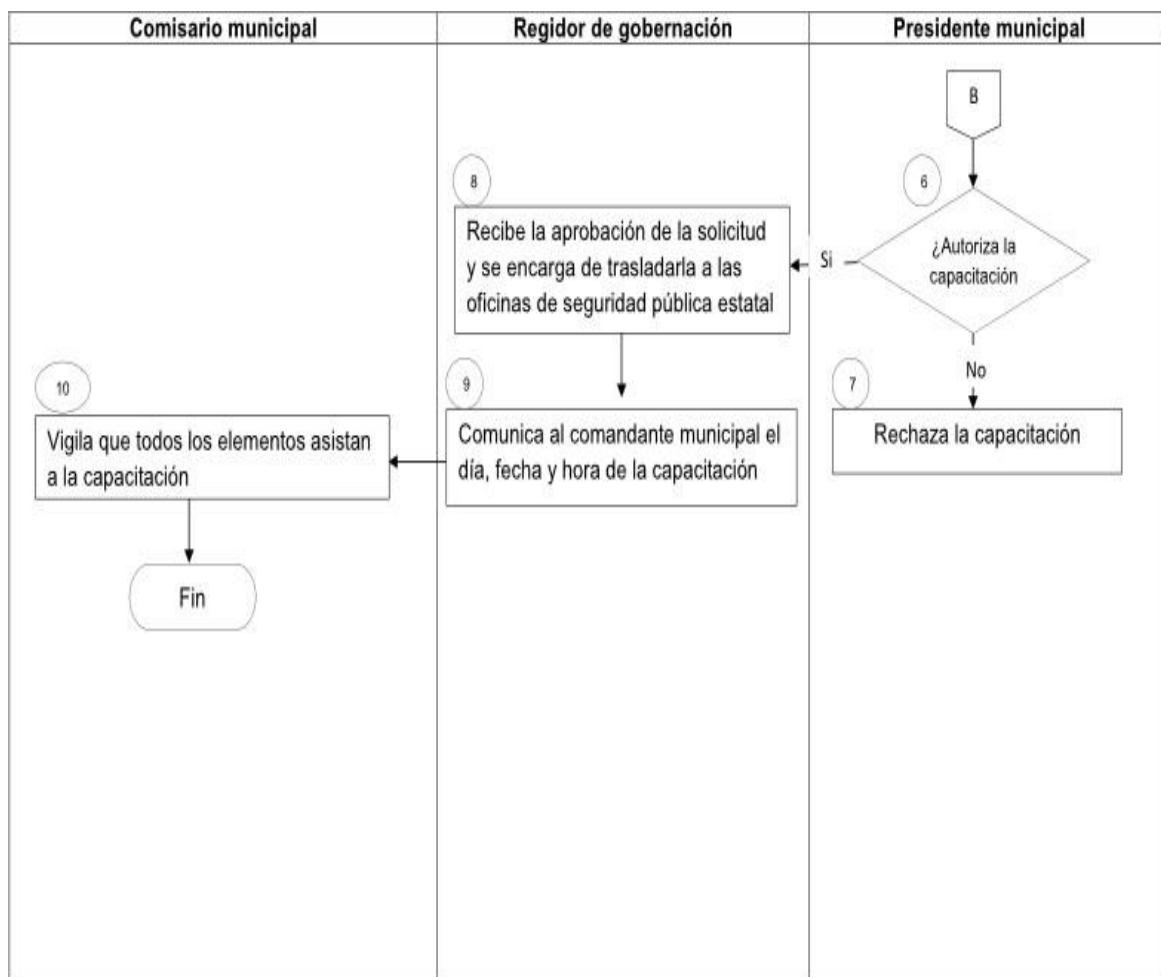 Comisario municipal
Regidor de gobernación
Presidente municipal
B
6
¿Autoriza la
capacitación
Si
No
7
Rechaza la capacitación
8
Recibe la aprobación de la solicitud
y se encarga de trasladarla a las
oficinas de seguridad pública estatal
9
Comunica al comandante municipal el
día, fecha y hora de la capacitación
10
Vigila que todos los elementos asistan
a la capacitación
Fin